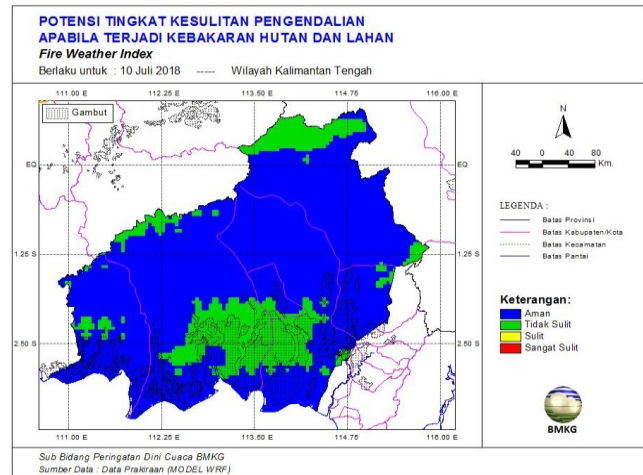 POTENSI TINGKAT KESULITAN PENGENDALIAN
APABILA TERJADI KEBAKARAN HUTAN DAN LAHAN
Fire Weather Index
Berlaku untuk : 10 Juli 2018 ----- Wilayah Kalimantan Tengah
111.00 E 112.25 E 113.50 E 114.75 E 116.00 E
Gambut
N
EQ EQ
40 0 40 80 Km.
LEGENDA :
Batas Provinsi
Batas Kabupaten/Kota
Batas Kecamatan
Batas Pantai
1.25 S 1.25 S
Keterangan:
Aman
Tidak Sulit
Sulit
Sangat Sulit
2.50 S 2.50 S
BMKG
111.00 E 112.25 E 113.50 E 114.75 E 116.00 E
Sub Bidang Peringatan Dini Cuaca BMKG
Sumber Data : Data Prakiraan (MODEL WRF)